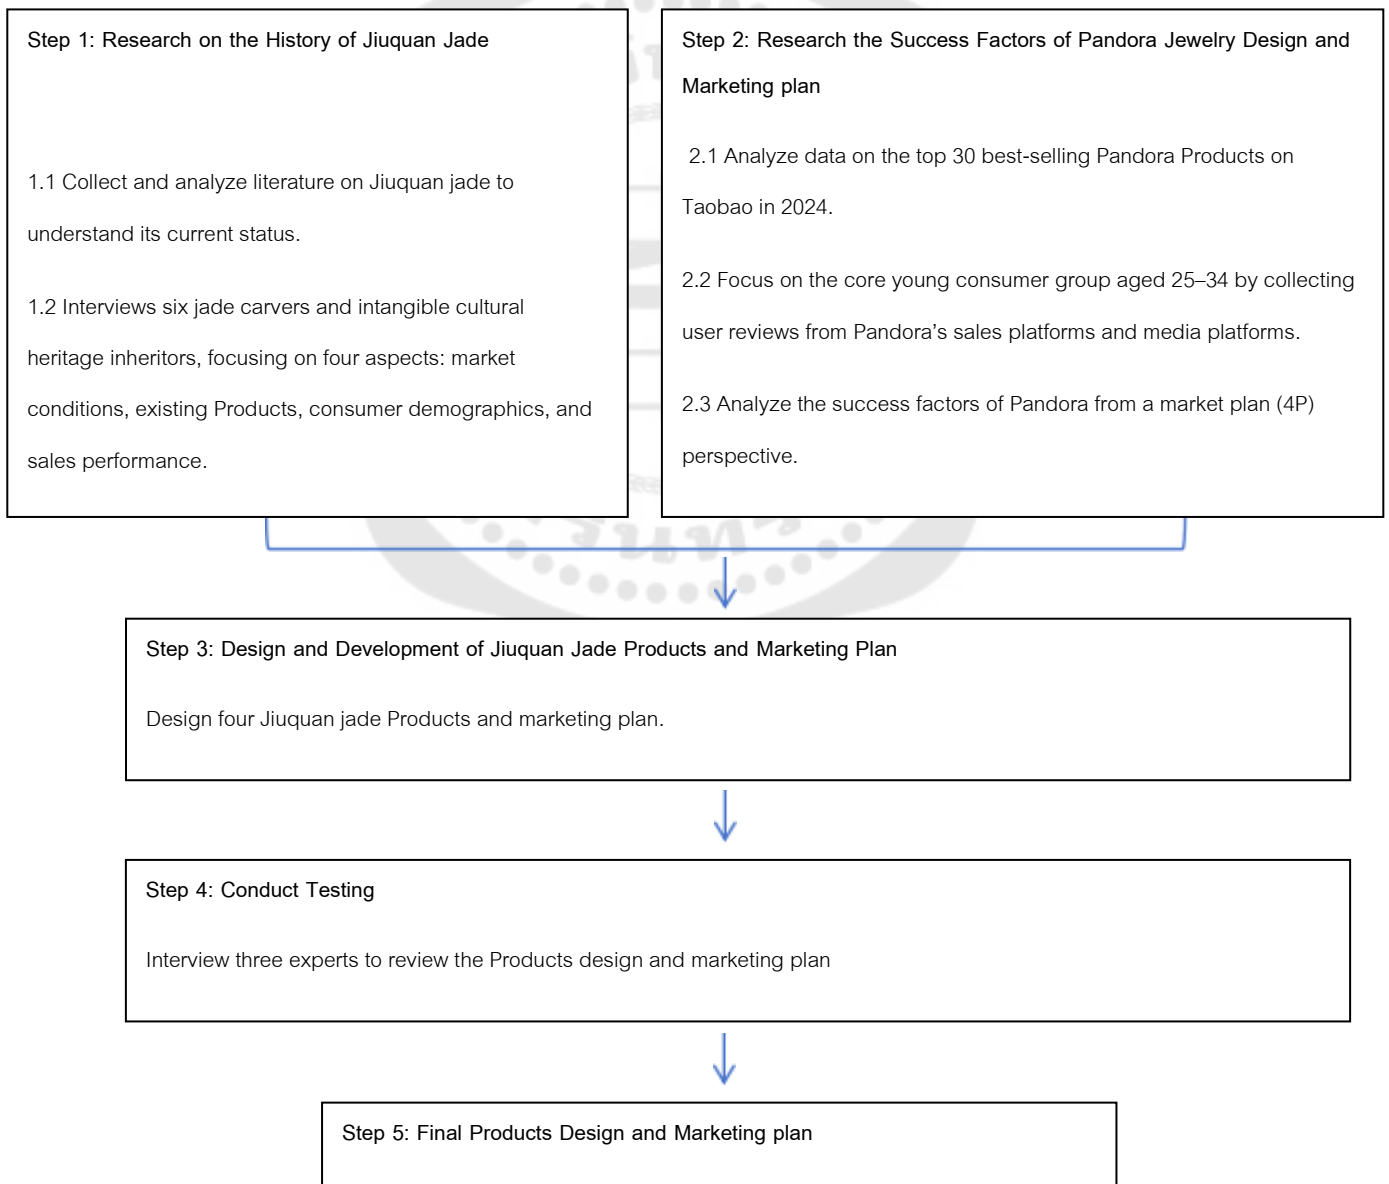 Step 1: Research on the History of Jiuquan Jade
1.1 Collect and analyze literature on Jiuquan jade to
understand its current status.
1.2 Interviews six jade carvers and intangible cultural
heritage inheritors, focusing on four aspects: market
conditions, existing Products, consumer demographics, and
sales performance.
Step 2: Research the Success Factors of Pandora Jewelry Design and
Marketing plan
2.1 Analyze data on the top 30 best-selling Pandora Products on
Taobao in 2024.
2.2 Focus on the core young consumer group aged 25–34 by collecting
user reviews from Pandora’s sales platforms and media platforms.
2.3 Analyze the success factors of Pandora from a market plan (4P)
perspective.
Step 3: Design and Development of Jiuquan Jade Products and Marketing Plan
Design four Jiuquan jade Products and marketing plan.
Step 4: Conduct Testing
Interview three experts to review the Products design and marketing plan
Step 5: Final Products Design and Marketing plan